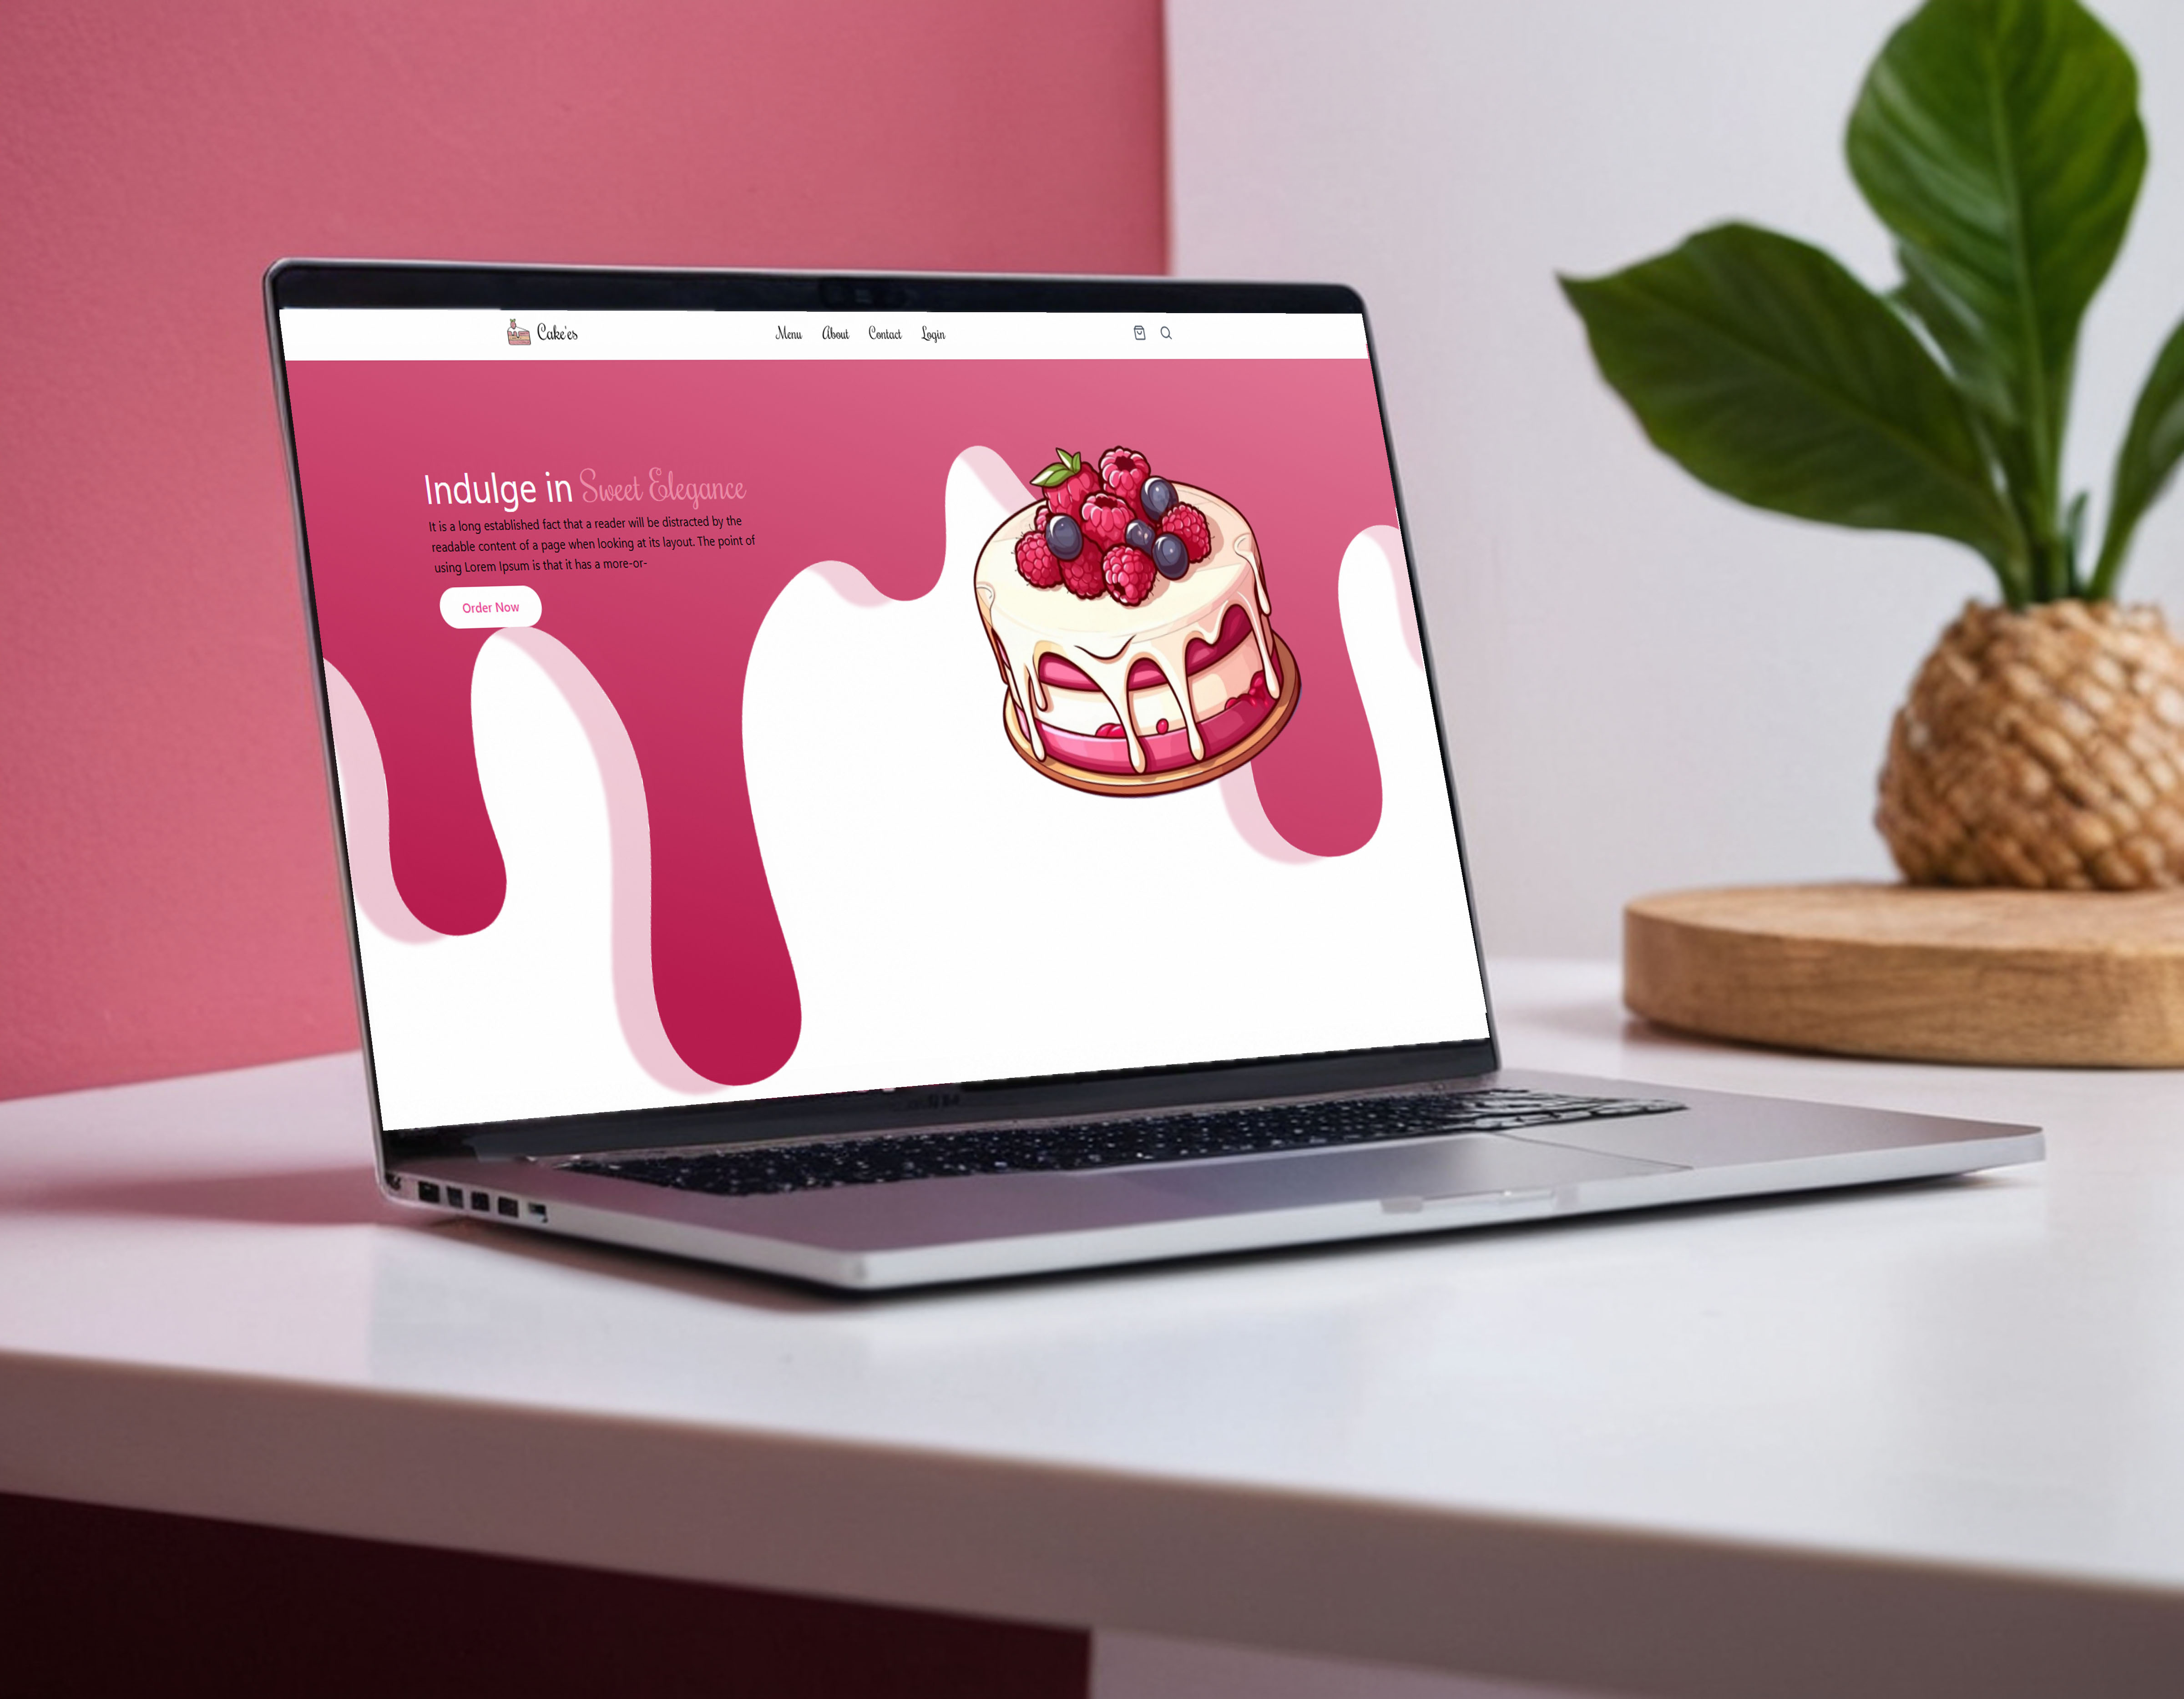 Cake'es
Menu About Contact Login
Indulge in Sweet Elegance
It is a long established fact that a reader will be distracted by the
readable content of a page when looking at its layout. The point of
using Lorem Ipsum is that it has a more-or-
Order Now